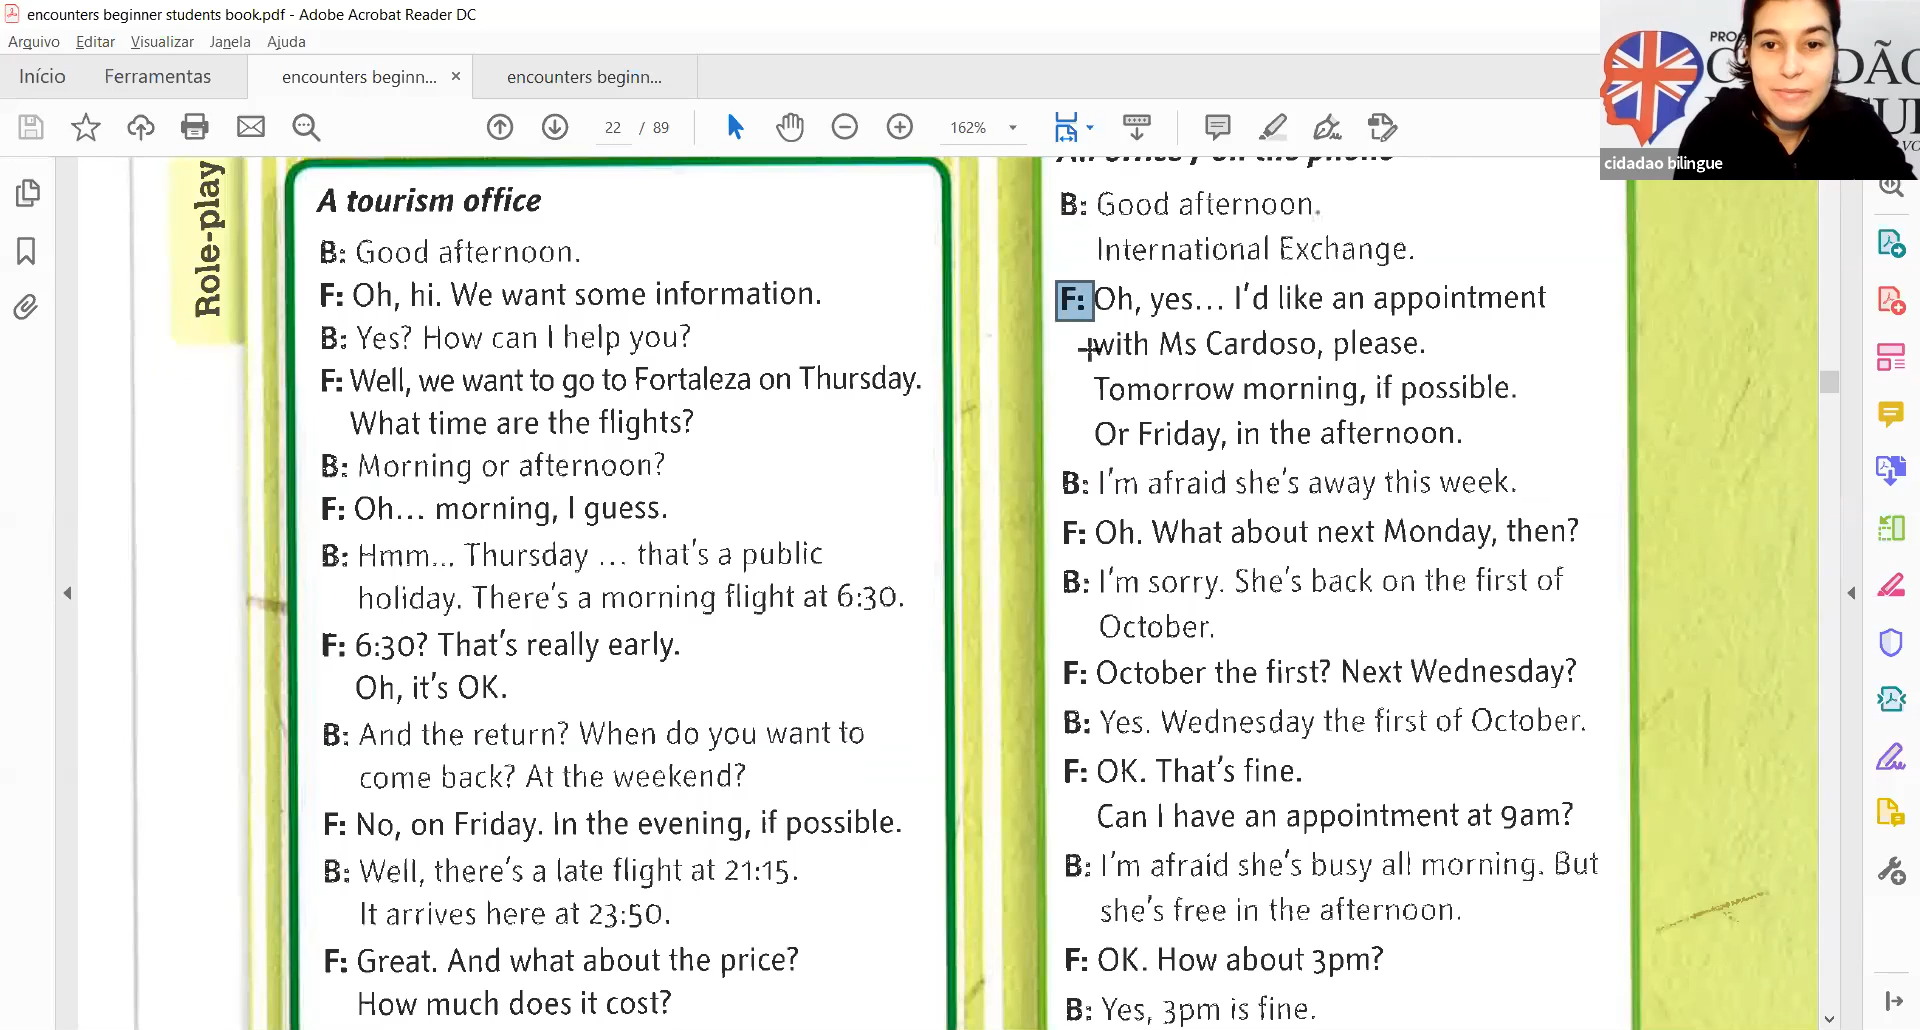 encounters beginner students book.pdf - Adobe Acrobat Reader DC
Arquivo Editar Visualizar Janela Ajuda
Início Ferramentas encounters beginn... × encounters beginn...
22 / 89 162%
cidadao bilingue
Role-play
A tourism office
B: Good afternoon.
F: Oh, hi. We want some information.
B: Yes? How can I help you?
F: Well, we want to go to Fortaleza on Thursday.
What time are the flights?
B: Morning or afternoon?
F: Oh... morning, I guess.
B: Hmm... Thursday ... that's a public
holiday. There's a morning flight at 6:30.
F: 6:30? That's really early.
Oh, it's OK.
B: And the return? When do you want to
come back? At the weekend?
F: No, on Friday. In the evening, if possible.
B: Well, there's a late flight at 21:15.
It arrives here at 23:50.
F: Great. And what about the price?
How much does it cost?
B: Good afternoon.
International Exchange.
F: Oh, yes... I'd like an appointment
with Ms Cardoso, please.
Tomorrow morning, if possible.
Or Friday, in the afternoon.
B: I'm afraid she's away this week.
F: Oh. What about next Monday, then?
B: I'm sorry. She's back on the first of
October.
F: October the first? Next Wednesday?
B: Yes. Wednesday the first of October.
F: OK. That's fine.
Can I have an appointment at 9am?
B: I'm afraid she's busy all morning. But
she's free in the afternoon.
F: OK. How about 3pm?
B: Yes, 3pm is fine.